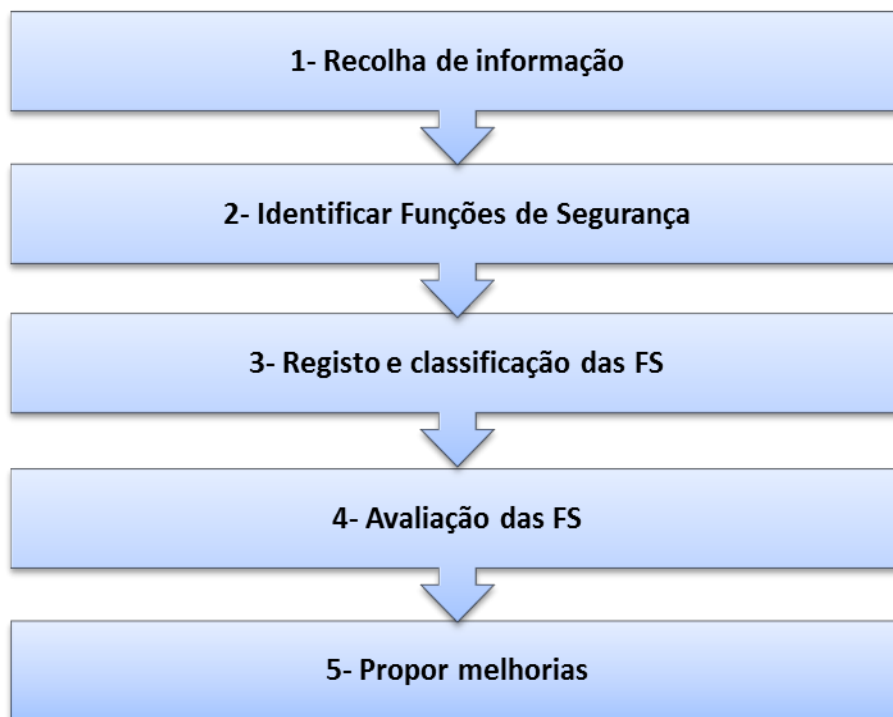 1- Recolha de informação
2- Identificar Funções de Segurança
3- Registo e classificação das FS
4- Avaliação das FS
5- Propor melhorias